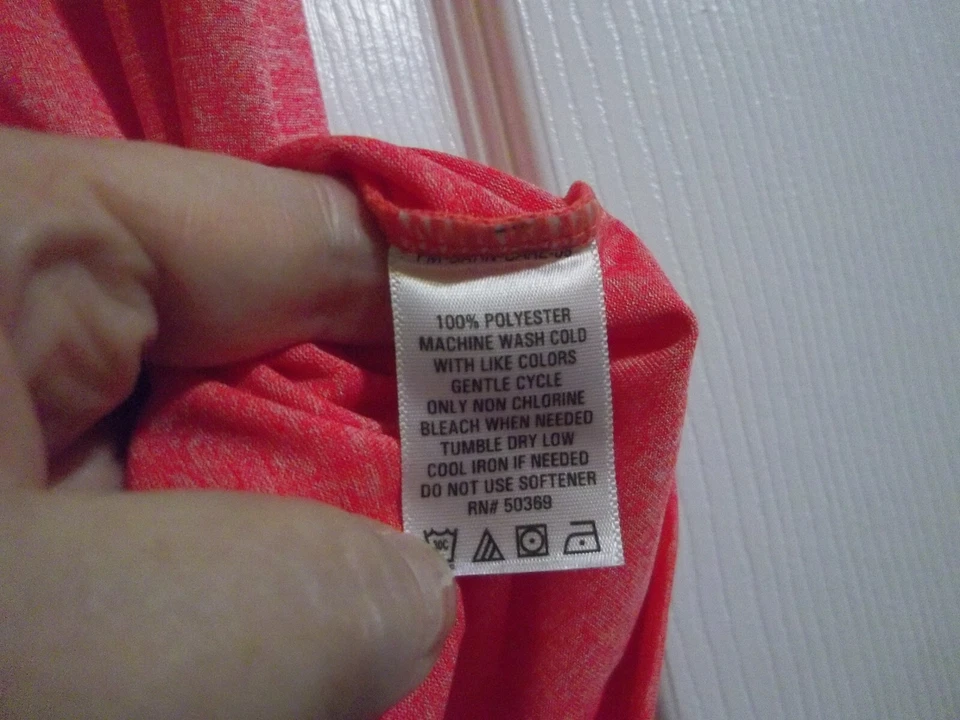 100% POLYESTER
MACHINE WASH COLD
WITH LIKE COLORS
GENTLE CYCLE
ONLY NON CHLORINE
BLEACH WHEN NEEDED
TUMBLE DRY LOW
COOL IRON IF NEEDED
DO NOT USE SOFTENER
RN# 50369
30C